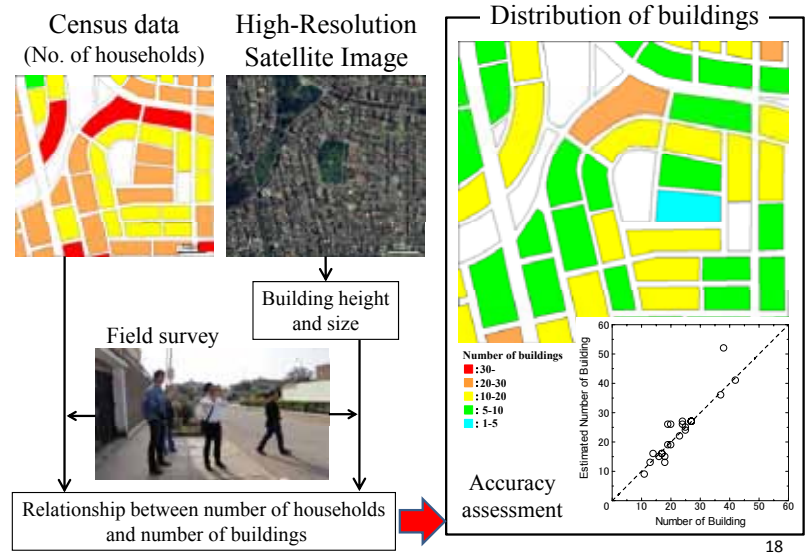 Census data
(No. of households)
High-Resolution
Satellite Image
Distribution of buildings
Building height
and size
Field survey
Relationship between number of households
and number of buildings
Number of buildings
: 30-
: 20-30
: 10-20
: 5-10
: 1-5
Accuracy
assessment
Estimated Number of Building
60
50
40
30
20
10
0 10 20 30 40 50 60
Number of Building
18